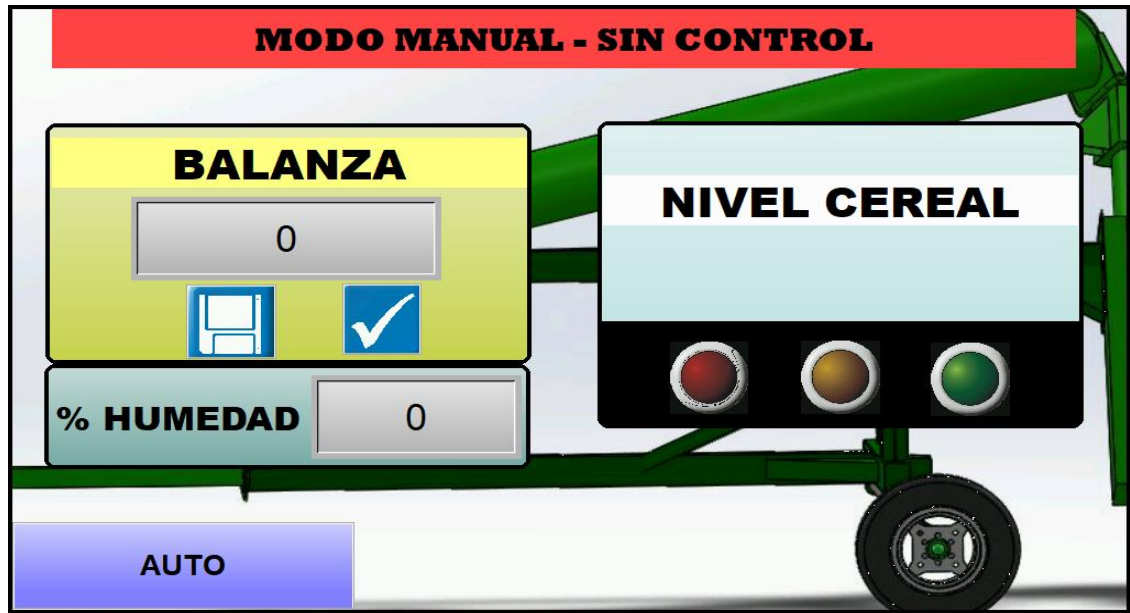 MODO MANUAL - SIN CONTROL
BALANZA
0
% HUMEDAD
0
NIVEL CEREAL
AUTO